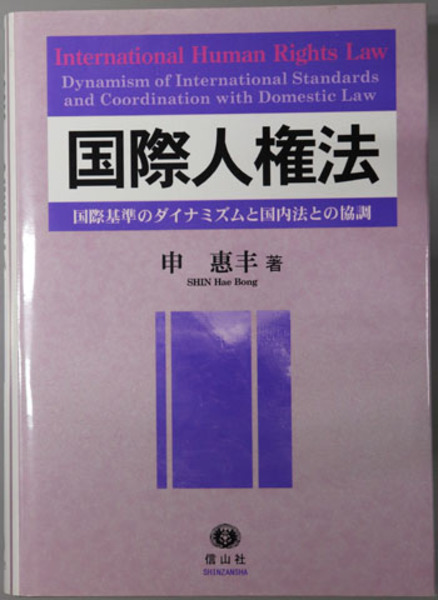 International Human Rights Law
Dynamism of International Standards
and Coordination with Domestic Law
国際人権法
国際基準のダイナミズムと国内法との協調
申 惠丰 著
SHIN Hae Bong
信山社
SHINZANSHA